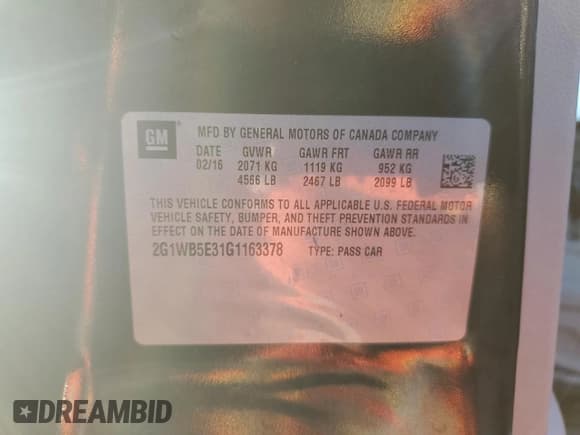 GM
MFD BY GENERAL MOTORS OF CANADA COMPANY
DATE GVWR GAWR FRT GAWR RR
02/16 2071 KG 1119 KG 952 KG
4566 LB 2467 LB 2099 LB
THIS VEHICLE CONFORMS TO ALL APPLICABLE U.S. FEDERAL MOTOR
VEHICLE SAFETY, BUMPER, AND THEFT PREVENTION STANDARDS IN
EFFECT ON THE DATE OF MANUFACTURE SHOWN ABOVE.
2G1WB5E31G1163378 TYPE: PASS CAR
DREAMBID